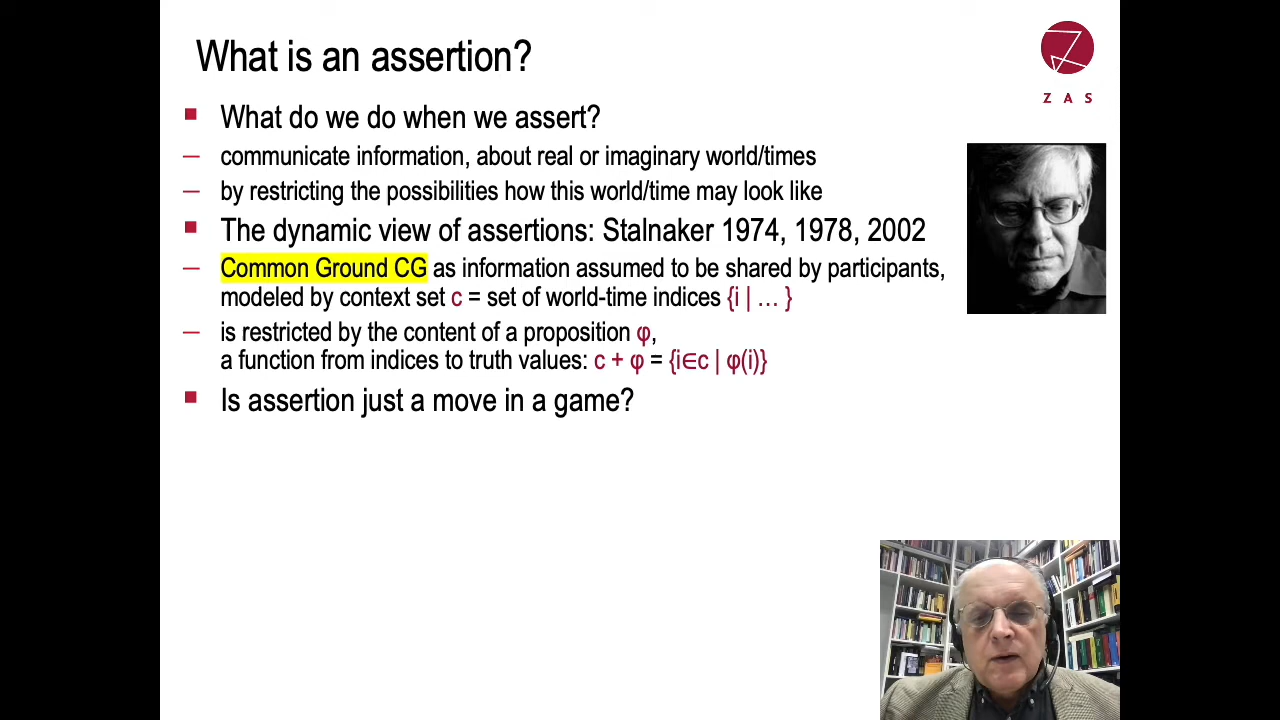 What is an assertion?
ZAS
What do we do when we assert?
– communicate information, about real or imaginary world/times
– by restricting the possibilities how this world/time may look like
The dynamic view of assertions: Stalnaker 1974, 1978, 2002
– Common Ground CG as information assumed to be shared by participants,
modeled by context set c = set of world-time indices {i | … }
– is restricted by the content of a proposition φ,
a function from indices to truth values: c + φ = {i∈c | φ(i)}
Is assertion just a move in a game?